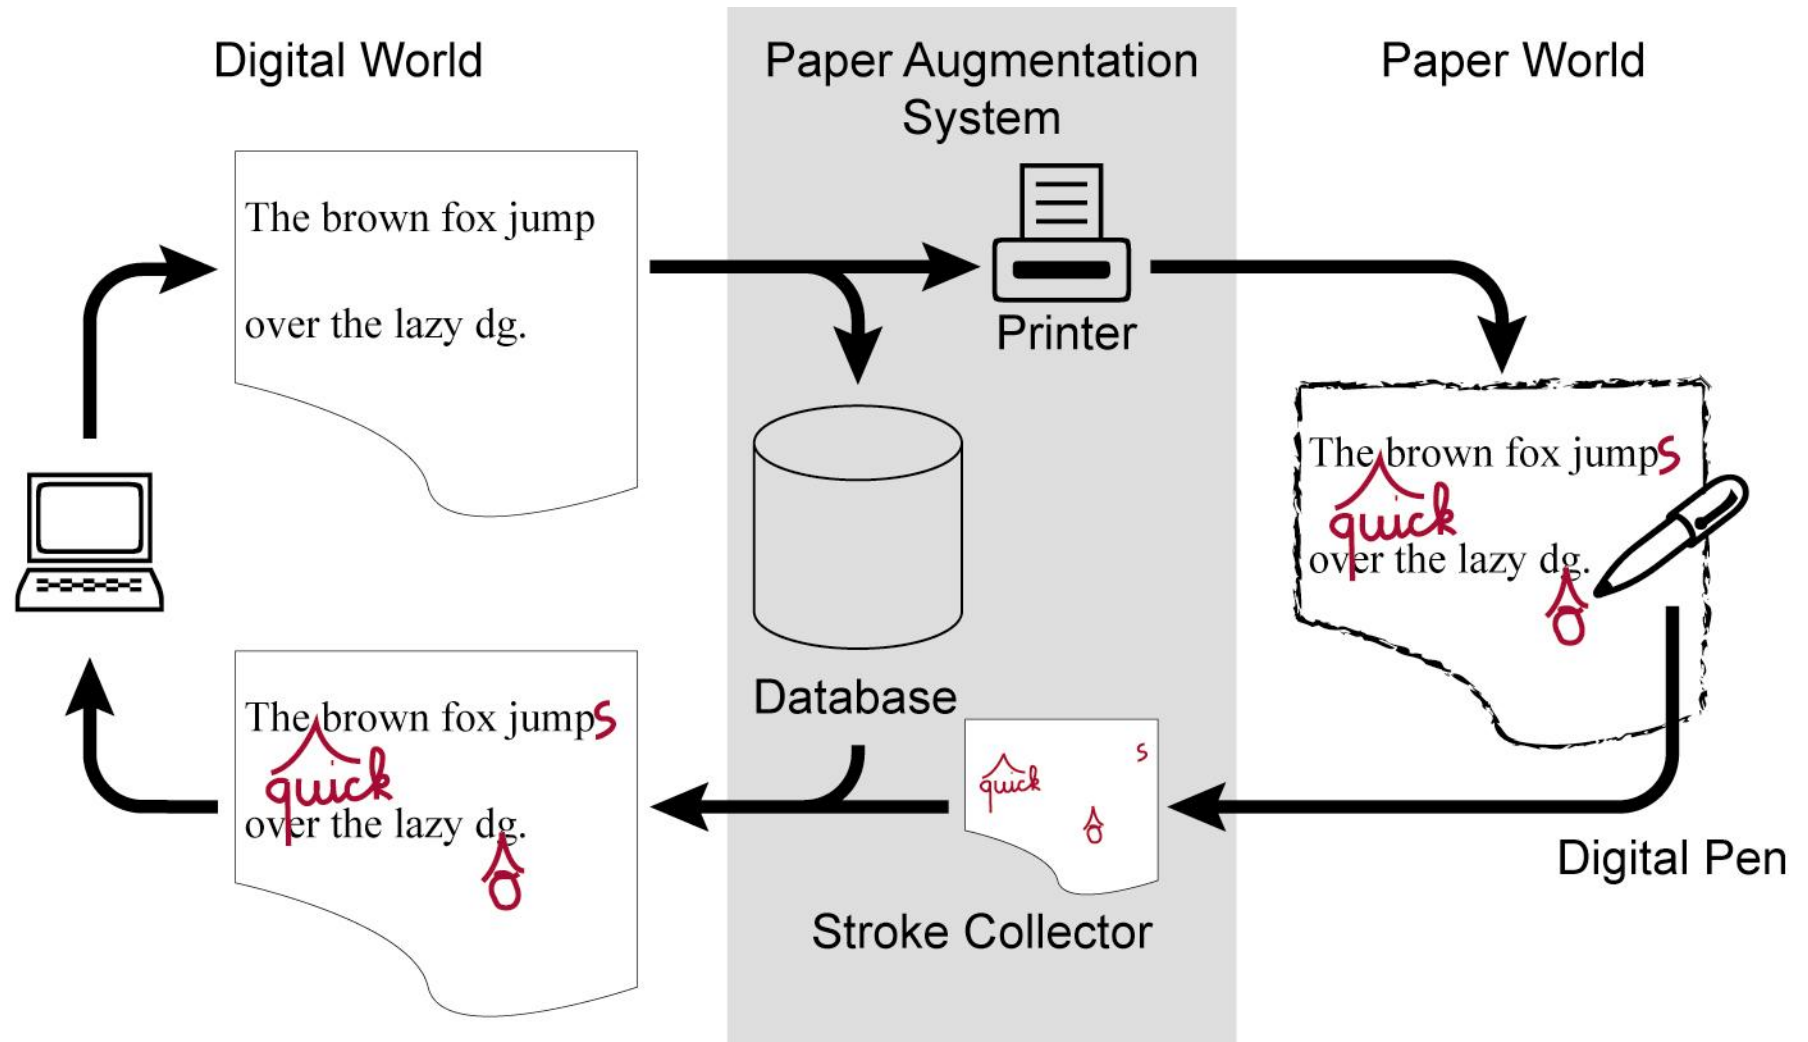 Digital World
Paper Augmentation
System
Paper World
The brown fox jump
over the lazy dg.
Printer
The brown fox jumps
quick
over the lazy dg.
o
Database
The brown fox jumps
quick
over the lazy dg.
o
s
quick
o
Stroke Collector
Digital Pen